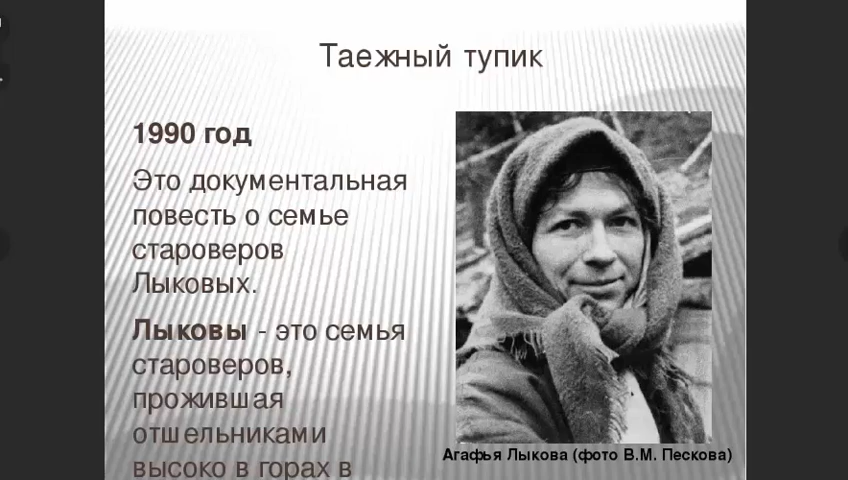 Таежный тупик
1990 год
Это документальная
повесть о семье
староверов
Лыковых.
Лыковы - это семья
староверов,
прожившая
отшельниками
высоко в горах в
Агафья Лыкова (фото В.М. Пескова)